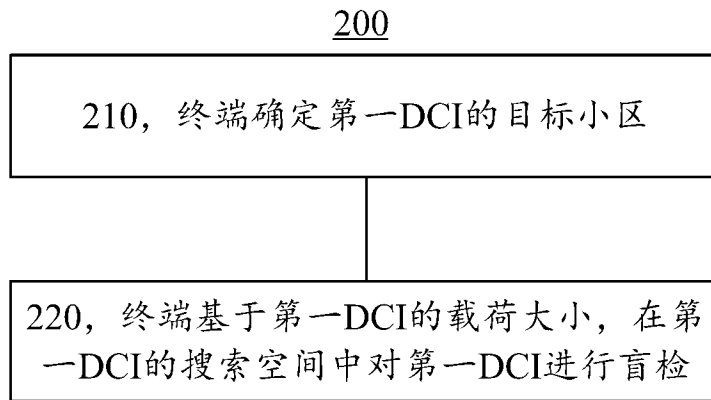 200
210，终端确定第一DCI的目标小区
220，终端基于第一DCI的载荷大小，在第
一DCI的搜索空间中对第一DCI进行盲检